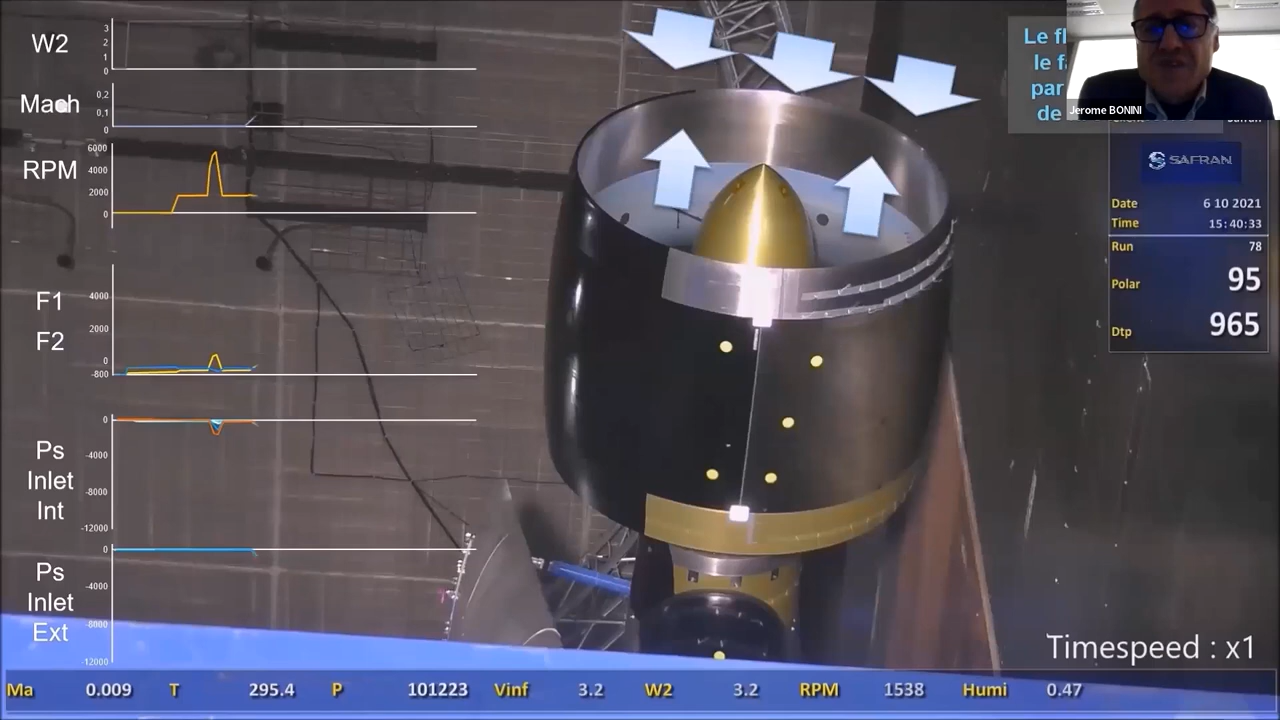 W2
3
2
1
0
Mach
0.2
0.1
0
RPM
6000
4000
2000
0
F1
F2
4000
2000
0
-800
Ps
Inlet
Int
0
-4000
-8000
-12000
Ps
Inlet
Ext
0
-4000
-8000
-12000
Le
le
par
de
Jerome BONINI
Safran
SAFRAN
Date 6 10 2021
Time 15:40:33
Run 78
Polar 95
Dtp 965
Timespeed : x1
Ma 0.009 T 295.4 P 101223 Vinf 3.2 W2 3.2 RPM 1538 Humi 0.47